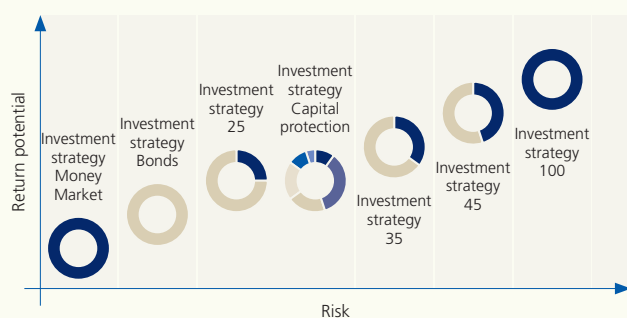 Return potential
Investment
strategy
Money
Market
Investment
strategy
Bonds
Investment
strategy
25
Investment
strategy
Capital
protection
Investment
strategy
35
Investment
strategy
45
Investment
strategy
100
Risk